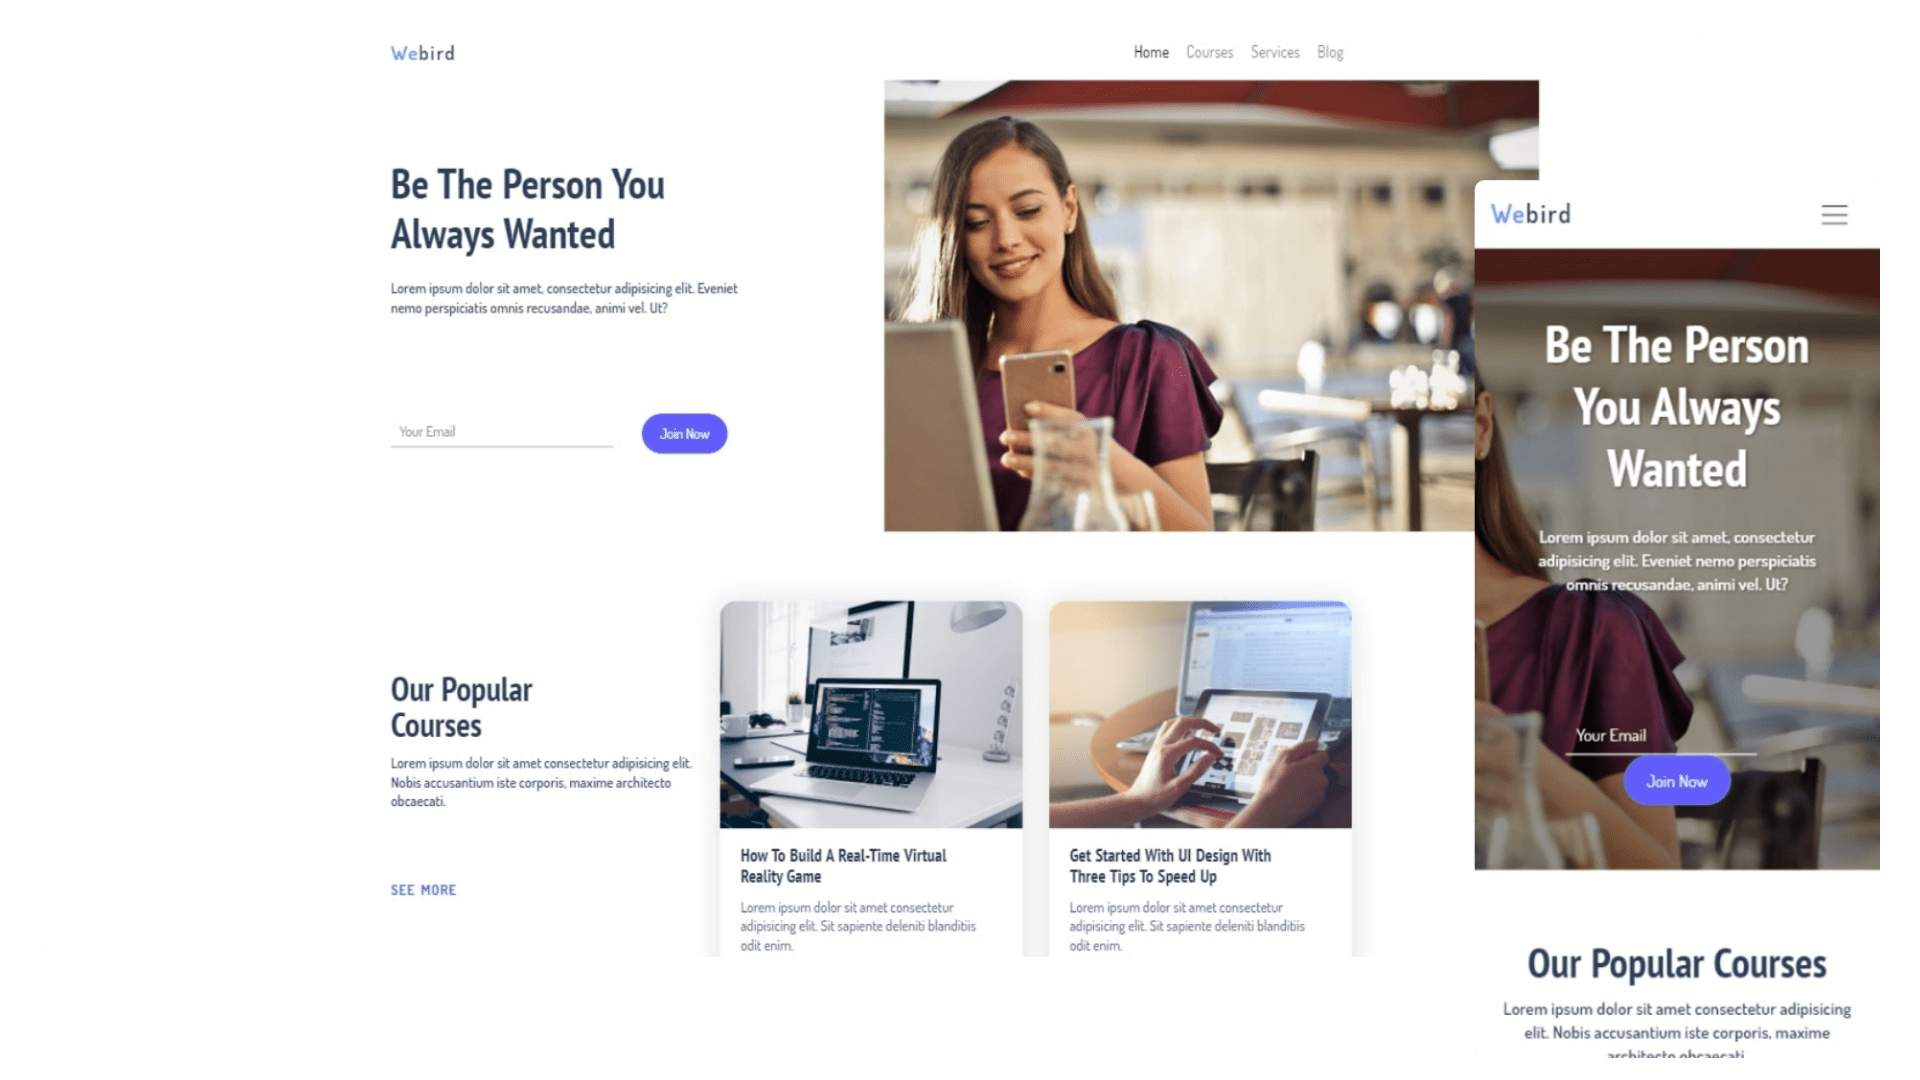 Webird
Home Courses Services Blog
Be The Person You
Always Wanted
Lorem ipsum dolor sit amet, consectetur adipisicing elit. Eveniet
nemo perspiciatis omnis recusandae, animi vel. Ut?
Your Email
Join Now
Our Popular
Courses
Lorem ipsum dolor sit amet consectetur adipisicing elit.
Nobis accusantium iste corporis, maxime architecto
obcaecati.
SEE MORE
How To Build A Real-Time Virtual
Reality Game
Lorem ipsum dolor sit amet consectetur
adipisicing elit. Sit sapiente deleniti blanditiis
odit enim.
Get Started With UI Design With
Three Tips To Speed Up
Lorem ipsum dolor sit amet consectetur
adipisicing elit. Sit sapiente deleniti blanditiis
odit enim.
Webird
Be The Person
You Always
Wanted
Lorem ipsum dolor sit amet, consectetur
adipisicing elit. Eveniet nemo perspiciatis
omnis recusandae, animi vel. Ut?
Your Email
Join Now
Our Popular Courses
Lorem ipsum dolor sit amet consectetur adipisicing
elit. Nobis accusantium iste corporis, maxime
architecto obcaecati.